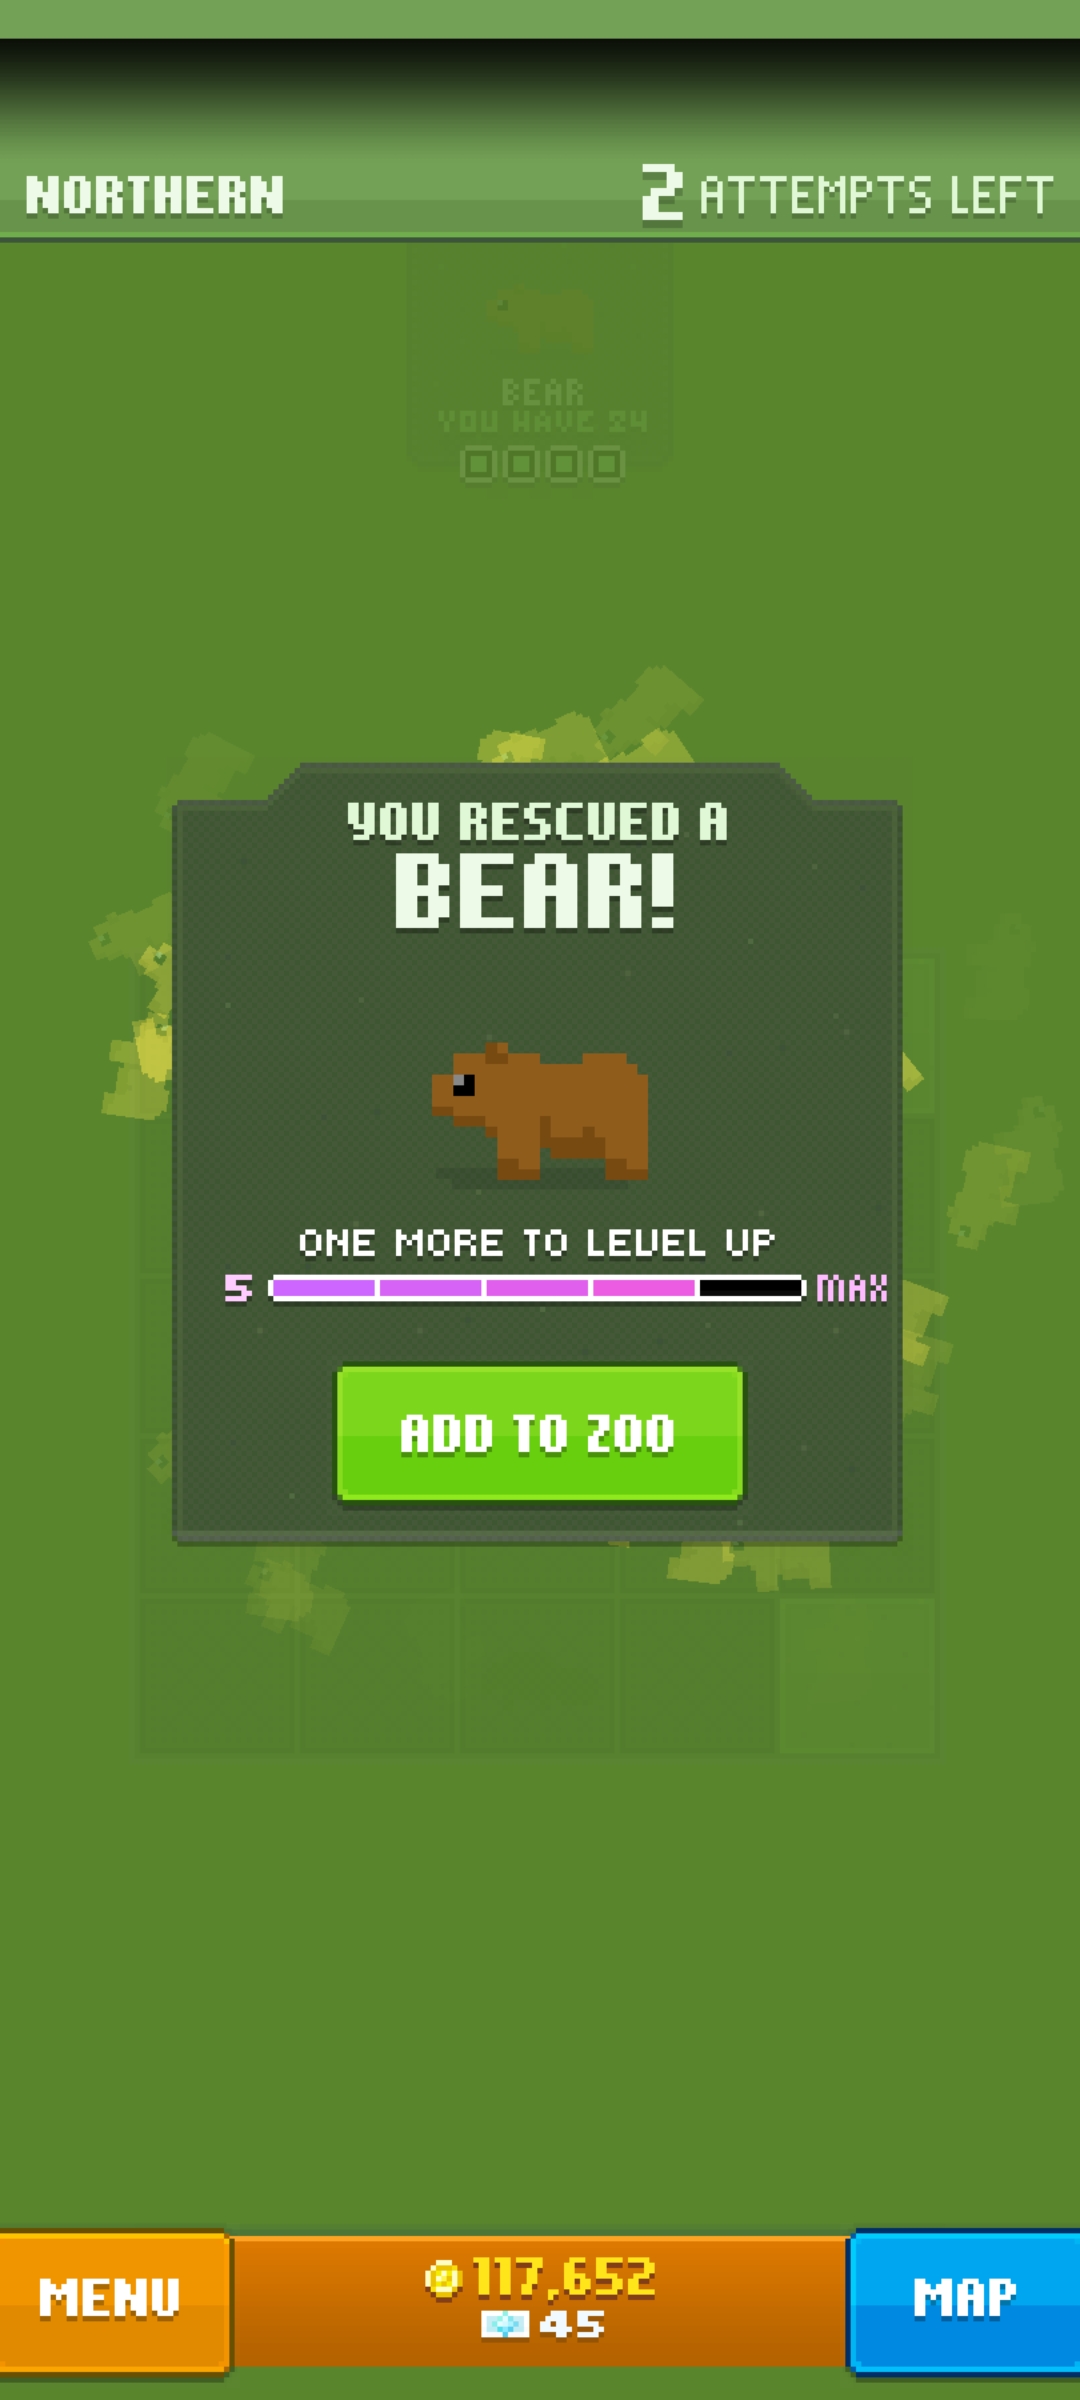 NORTHERN
2 ATTEMPTS LEFT
BEAR
YOU HAVE 24
YOU RESCUED A
BEAR!
ONE MORE TO LEVEL UP
5 MAX
ADD TO ZOO
MENU
117,652
45
MAP